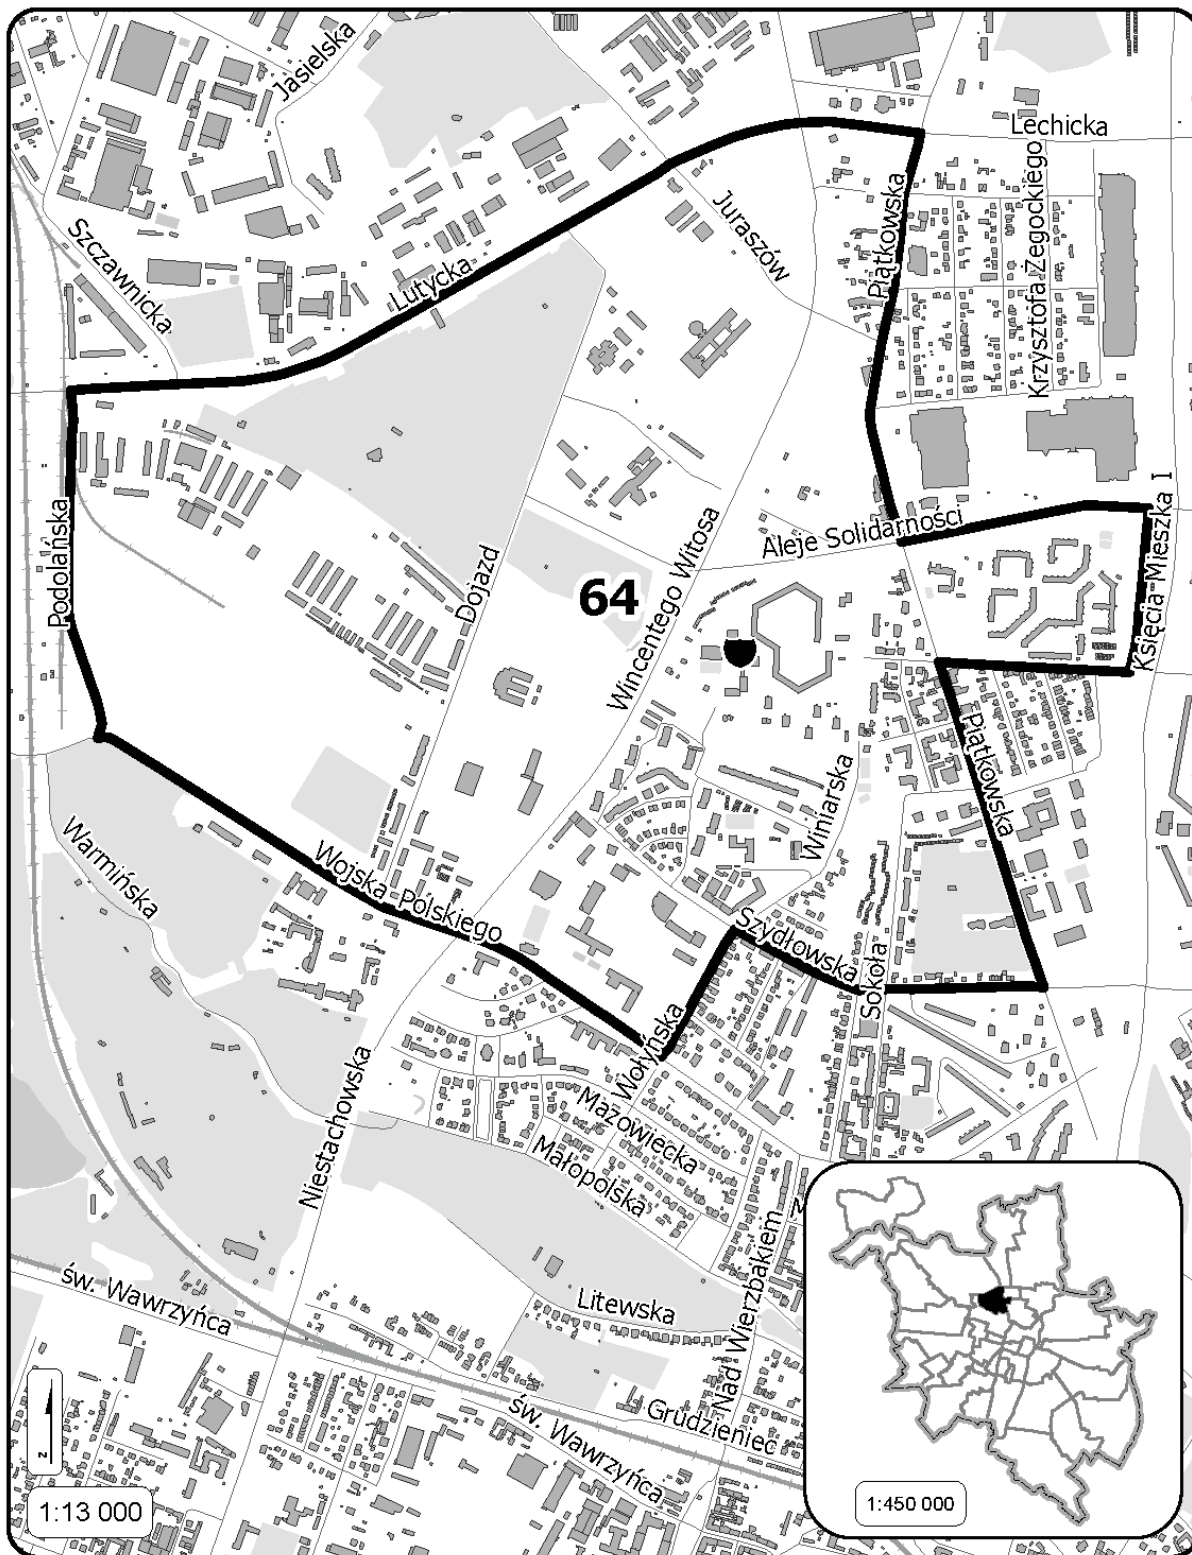 Jasielska
Lechicka
Szczawnicka
Lutycka
Juraszów
Piątkowska
Krzysztofa Żegockiego
Podolańska
Dojazd
64
Wincentego Witosa
Aleje Solidarności
Księcia Mieszka I
Piątkowska
Winiarska
Warmińska
Wojska Polskiego
Szydłowska
Sokoła
Wołyńska
Niestachowska
Mazowiecka
Małopolska
św. Wawrzyńca
Litewska
Nad Wierzbakiem
Grudzieniec
św. Wawrzyńca
N
1:13 000
1:450 000